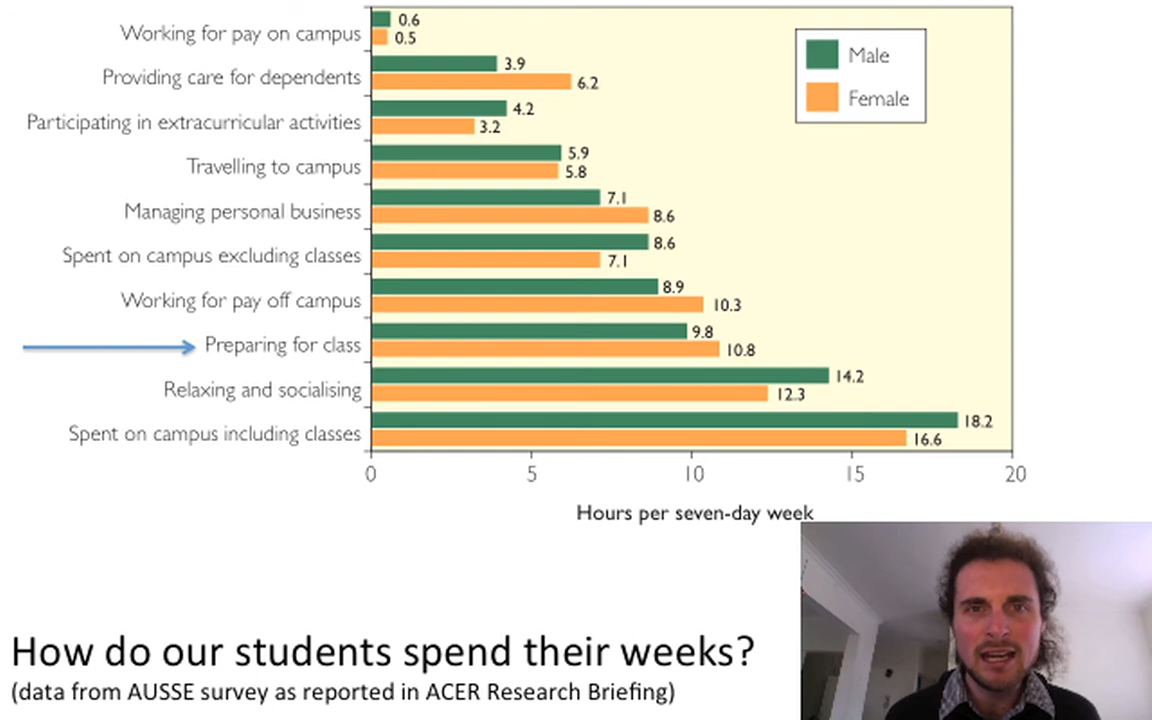 Working for pay on campus 0.6
0.5
Providing care for dependents 3.9
6.2
Participating in extracurricular activities 4.2
3.2
Travelling to campus 5.9
5.8
Managing personal business 7.1
8.6
Spent on campus excluding classes 8.6
7.1
Working for pay off campus 8.9
10.3
Preparing for class 9.8
10.8
Relaxing and socialising 14.2
12.3
Spent on campus including classes 18.2
16.6
Male
Female
0 5 10 15 20
Hours per seven-day week
How do our students spend their weeks?
(data from AUSSE survey as reported in ACER Research Briefing)